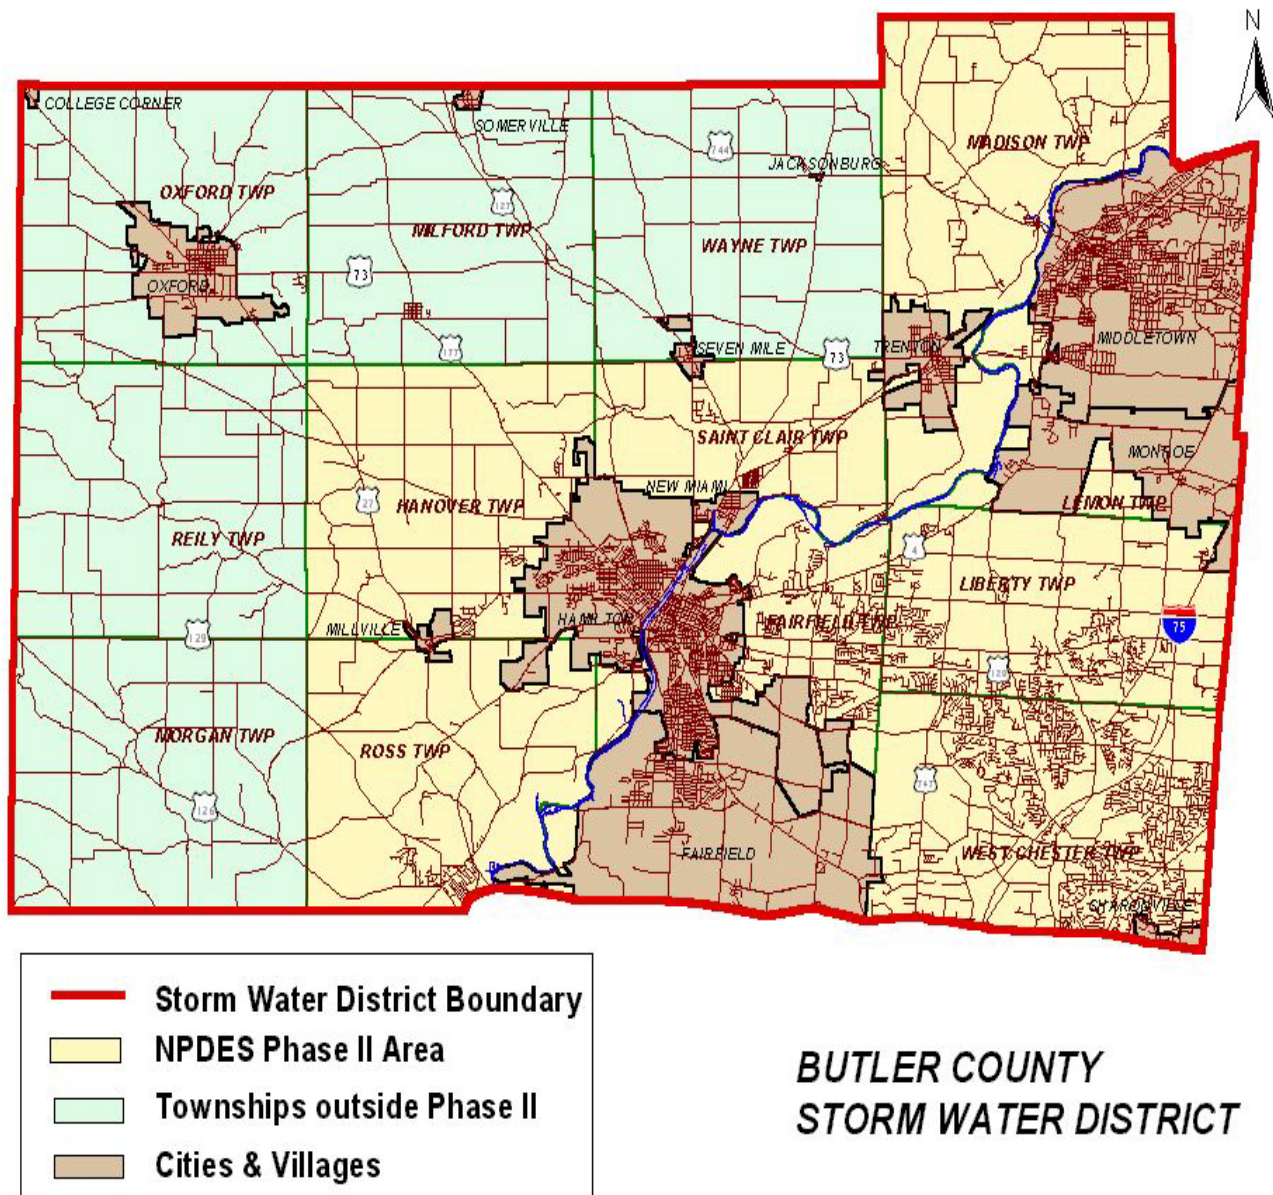 N
COLLEGE CORNER
SOMERVILLE
744
MADISON TWP
JACKSONBURG
OXFORD TWP
127
MILFORD TWP
WAYNE TWP
73
OXFORD
177
SEVEN MILE
73
TRENTON
MIDDLETOWN
SAINT CLAIR TWP
MONROE
NEW MIAMI
27
HANOVER TWP
LEMON TWP
REILY TWP
4
LIBERTY TWP
129
MILLVILLE
HAMILTON
FAIRFIELD TWP
75
129
MORGAN TWP
ROSS TWP
126
747
FAIRFIELD
WEST CHESTER TWP
SHARONVILLE
Storm Water District Boundary
NPDES Phase II Area
Townships outside Phase II
Cities & Villages
BUTLER COUNTY
STORM WATER DISTRICT